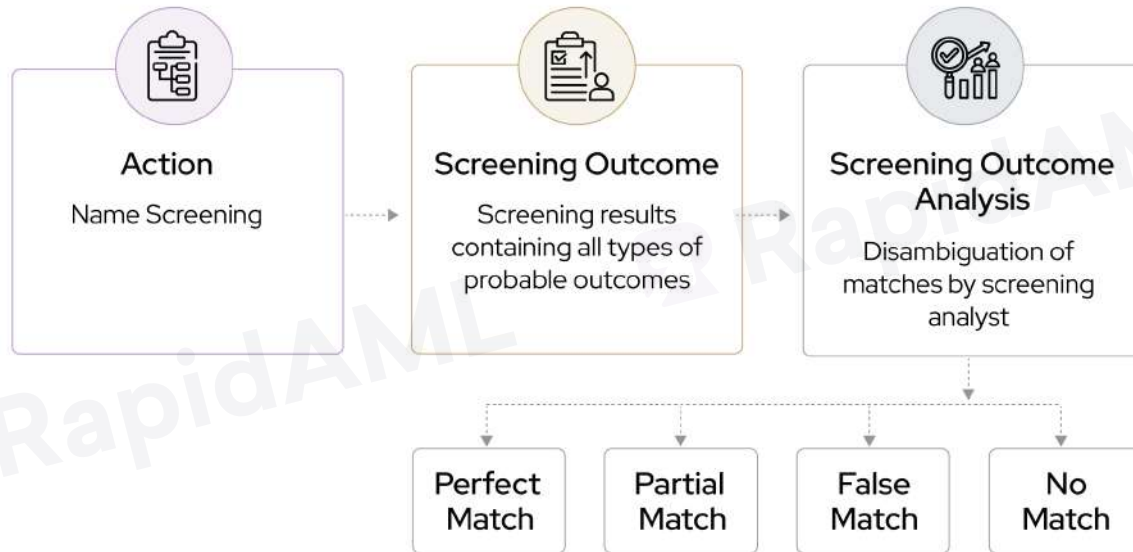 Action
Name Screening
Screening Outcome
Screening results
containing all types of
probable outcomes
Screening Outcome
Analysis
Disambiguation of
matches by screening
analyst
Perfect
Match
Partial
Match
False
Match
No
Match
RapidAML
RapidAM